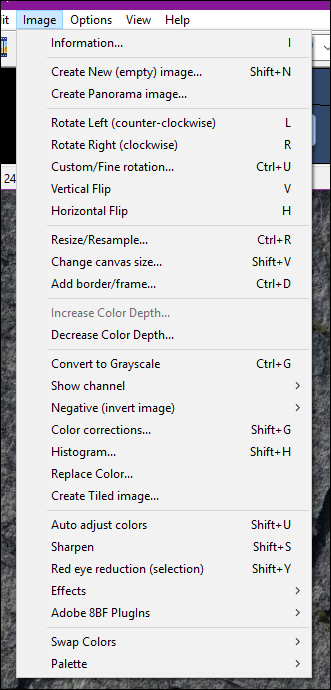 it Image Options View Help
Information... I
Create New (empty) image... Shift+N
Create Panorama image...
Rotate Left (counter-clockwise) L
Rotate Right (clockwise) R
Custom/Fine rotation... Ctrl+U
24
Vertical Flip V
Horizontal Flip H
Resize/Resample... Ctrl+R
Change canvas size... Shift+V
Add border/frame... Ctrl+D
Increase Color Depth...
Decrease Color Depth...
Convert to Grayscale Ctrl+G
Show channel
Negative (invert image)
Color corrections... Shift+G
Histogram... Shift+H
Replace Color...
Create Tiled image...
Auto adjust colors Shift+U
Sharpen Shift+S
Red eye reduction (selection) Shift+Y
Effects
Adobe 8BF PlugIns
Swap Colors
Palette